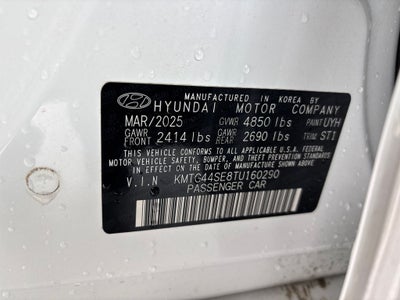 MANUFACTURED IN KOREA BY
HYUNDAI MOTOR COMPANY
MAR/2025 GVWR 4850 lbs PAINT UYH
GAWR FRONT 2414 lbs GAWR REAR 2690 lbs TRIM STI
THIS VEHICLE CONFORMS TO ALL APPLICABLE U.S. FEDERAL
MOTOR VEHICLE SAFETY, BUMPER, & THEFT PREVENTION STANDARDS IN
EFFECT ON THE DATE OF MANUFACTURE SHOWN ABOVE.
V.I.N KMTG44SE8TU160290
PASSENGER CAR